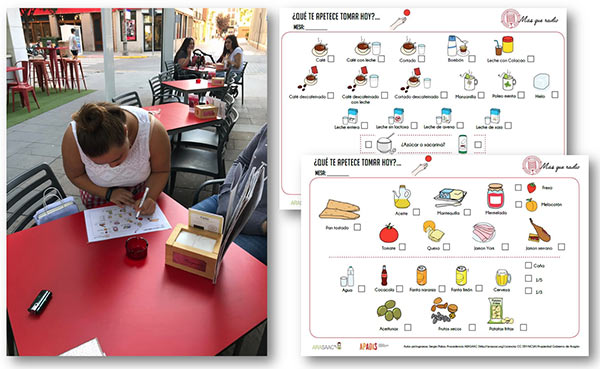 ¿QUÉ TE APETECE TOMAR HOY?...
MESA:
Más que radio
Café
Café con leche
Cortado
Bombón
Leche con Colacao
Café descafeinado
Café descafeinado con leche
Cortado descafeinado
Manzanilla
Poleo menta
Hielo
Leche entera
Leche sin lactosa
Leche de avena
Leche de soja
¿Azúcar o sacarina?
¿QUÉ TE APETECE TOMAR HOY?...
MESA:
Más que radio
Pan tostado
Aceite
Mantequilla
Mermelada
Fresa
Melocotón
Tomate
Queso
Jamón York
Jamón serrano
Agua
Cocacola
Fanta naranja
Fanta limón
Cerveza
Caña
1/5
1/3
Aceitunas
Frutos secos
Patatas fritas
ARASAAC
APADIS